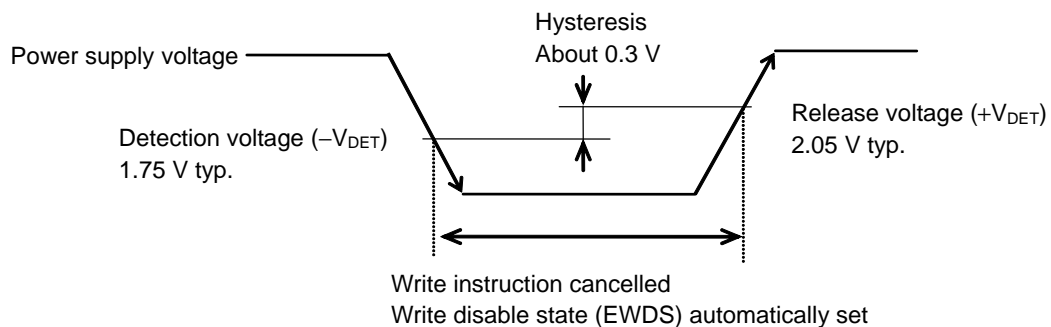 Hysteresis
About 0.3 V
Power supply voltage
Release voltage (+VDET)
2.05 V typ.
Detection voltage (−VDET)
1.75 V typ.
Write instruction cancelled
Write disable state (EWDS) automatically set